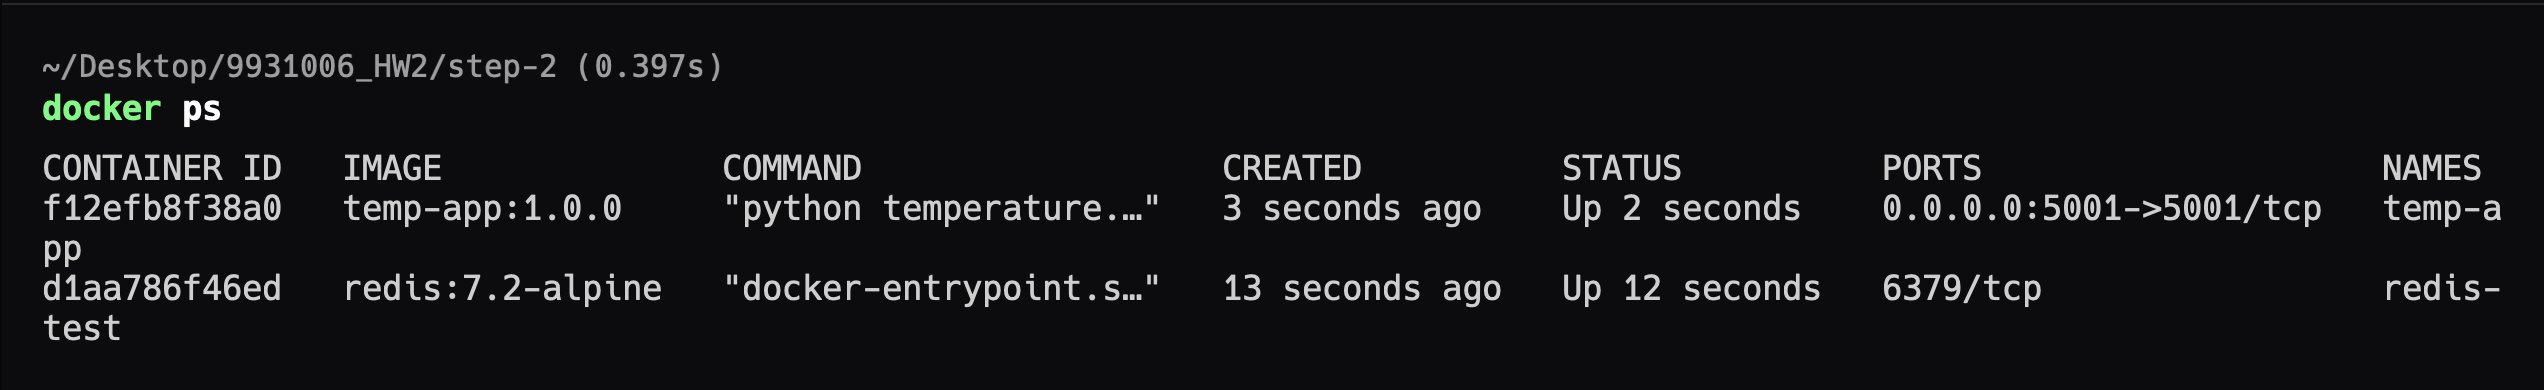 ~/Desktop/9931006_HW2/step-2 (0.397s)
docker ps
CONTAINER ID   IMAGE              COMMAND                  CREATED          STATUS          PORTS                    NAMES
f12efb8f38a0   temp-app:1.0.0     "python temperature.…"   3 seconds ago    Up 2 seconds    0.0.0.0:5001->5001/tcp   temp-a
pp
d1aa786f46ed   redis:7.2-alpine   "docker-entrypoint.s…"   13 seconds ago   Up 12 seconds   6379/tcp                 redis-
test